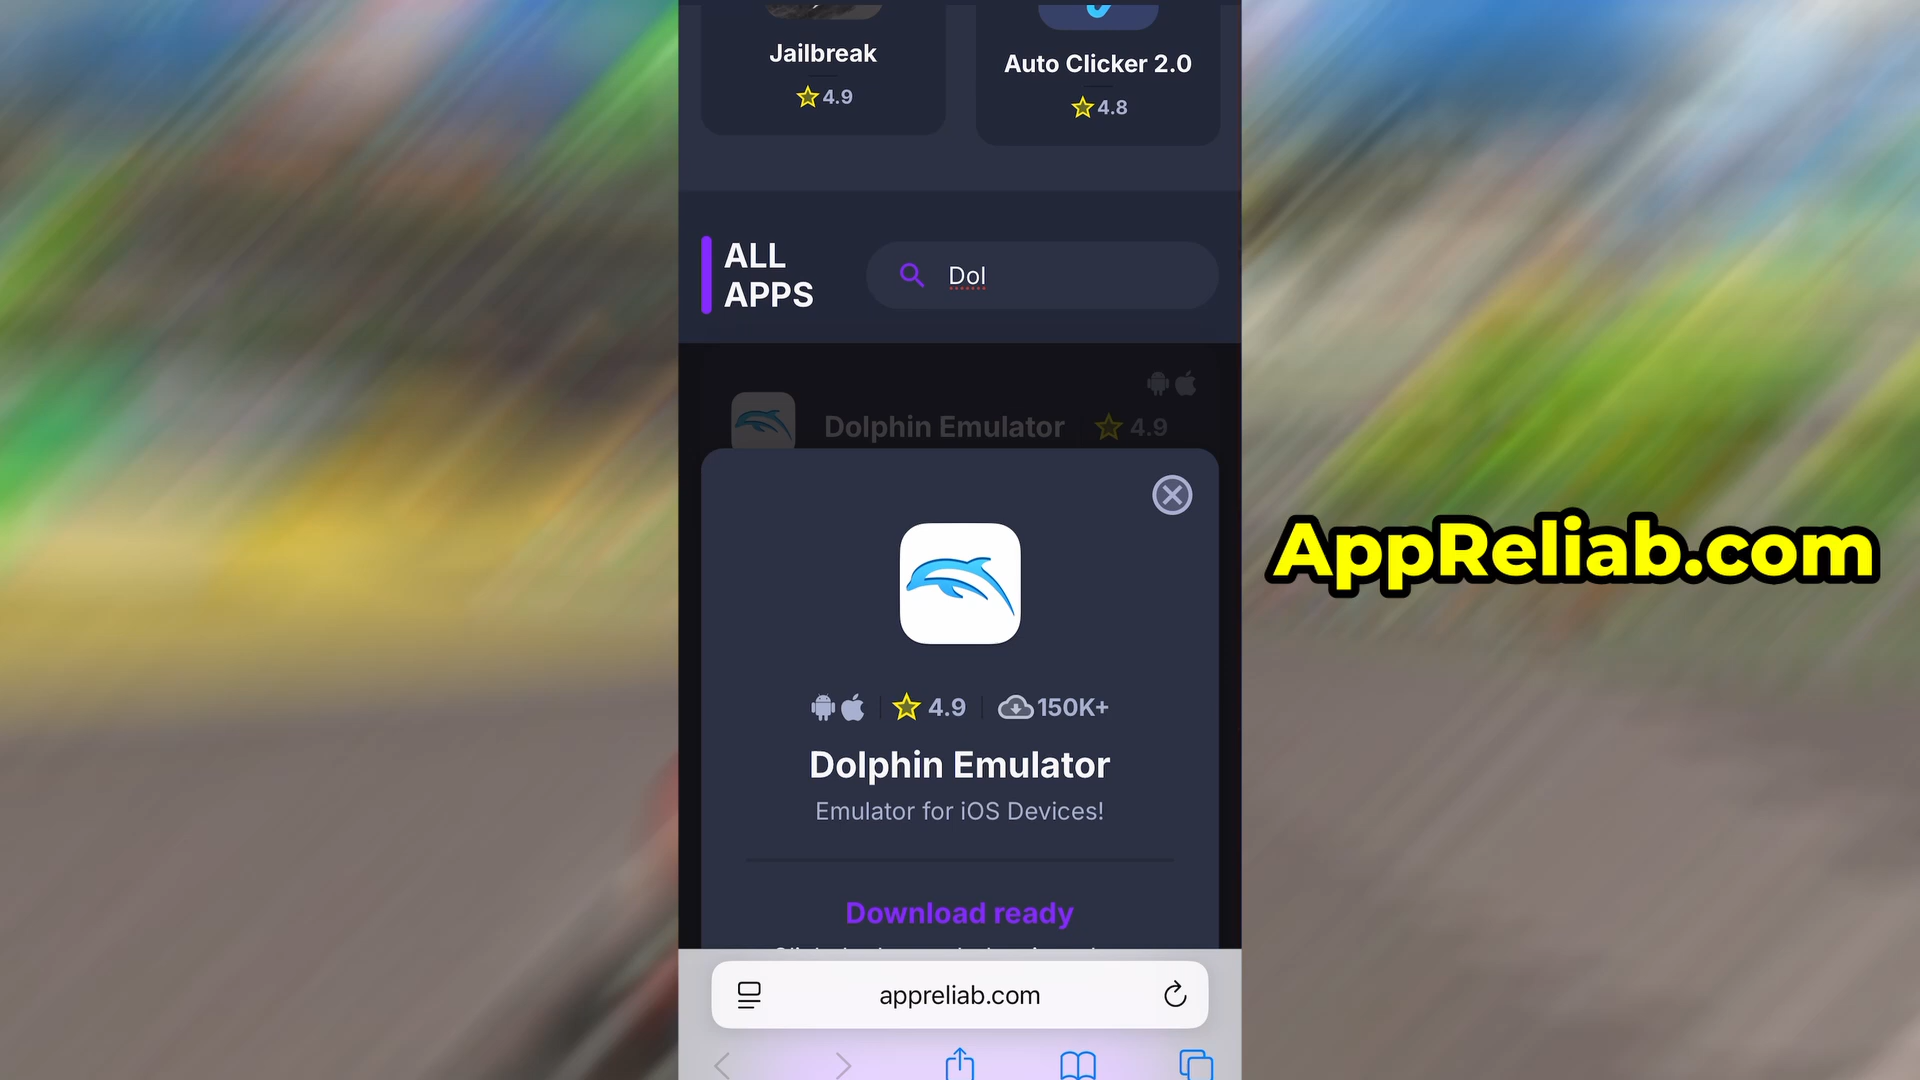 Jailbreak
4.9
Auto Clicker 2.0
4.8
ALL
APPS
Dol
Dolphin Emulator
4.9
4.9
150K+
Dolphin Emulator
Emulator for iOS Devices!
Download ready
appreliab.com
AppReliab.com